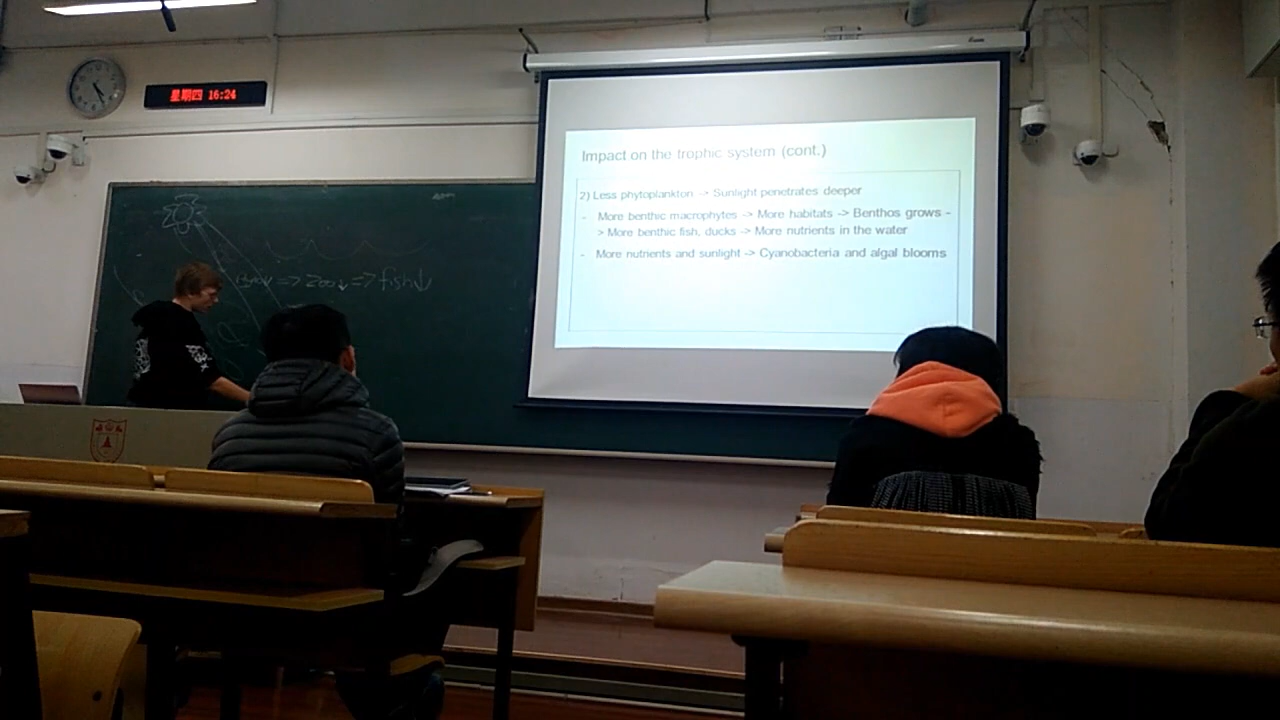 星期四 16:24
Impact on the trophic system (cont.)
2) Less phytoplankton -> Sunlight penetrates deeper
- More benthic macrophytes -> More habitats -> Benthos grows -
> More benthic fish, ducks -> More nutrients in the water
- More nutrients and sunlight -> Cyanobacteria and algal blooms
=> Zoo↓ => fish↓